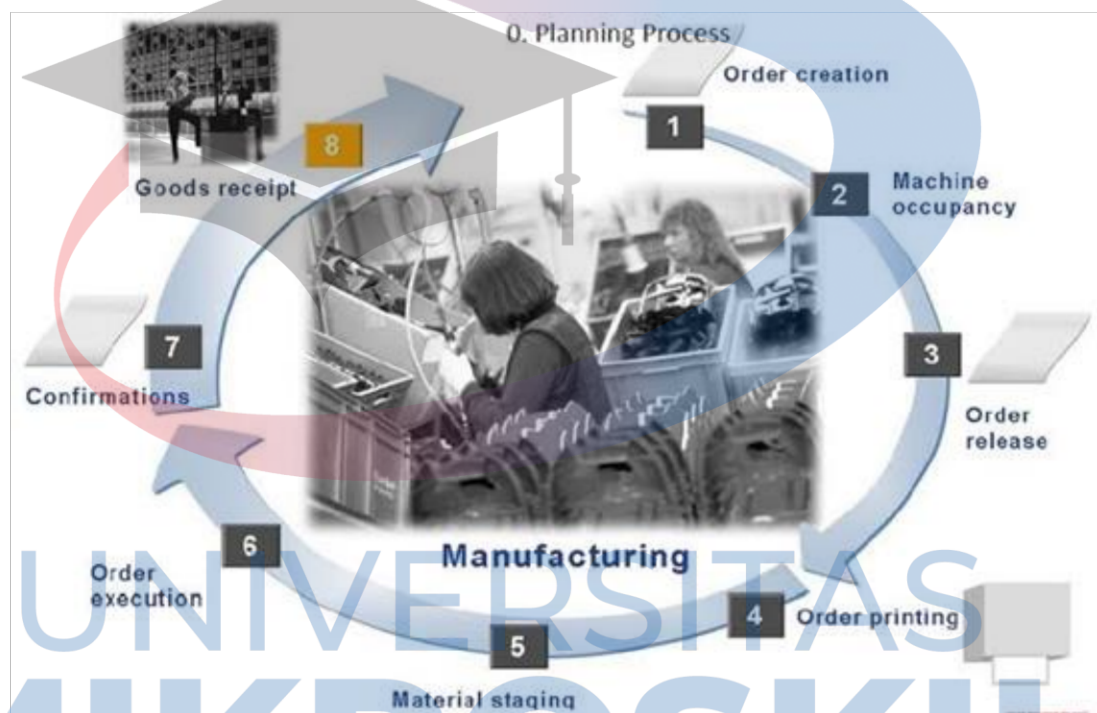 0. Planning Process
Order creation
1
2
Machine
occupancy
3
Order
release
4
Order printing
5
Material staging
6
Order
execution
7
Confirmations
8
Goods receipt
Manufacturing
UNIVERSITAS
MIKROSKIL